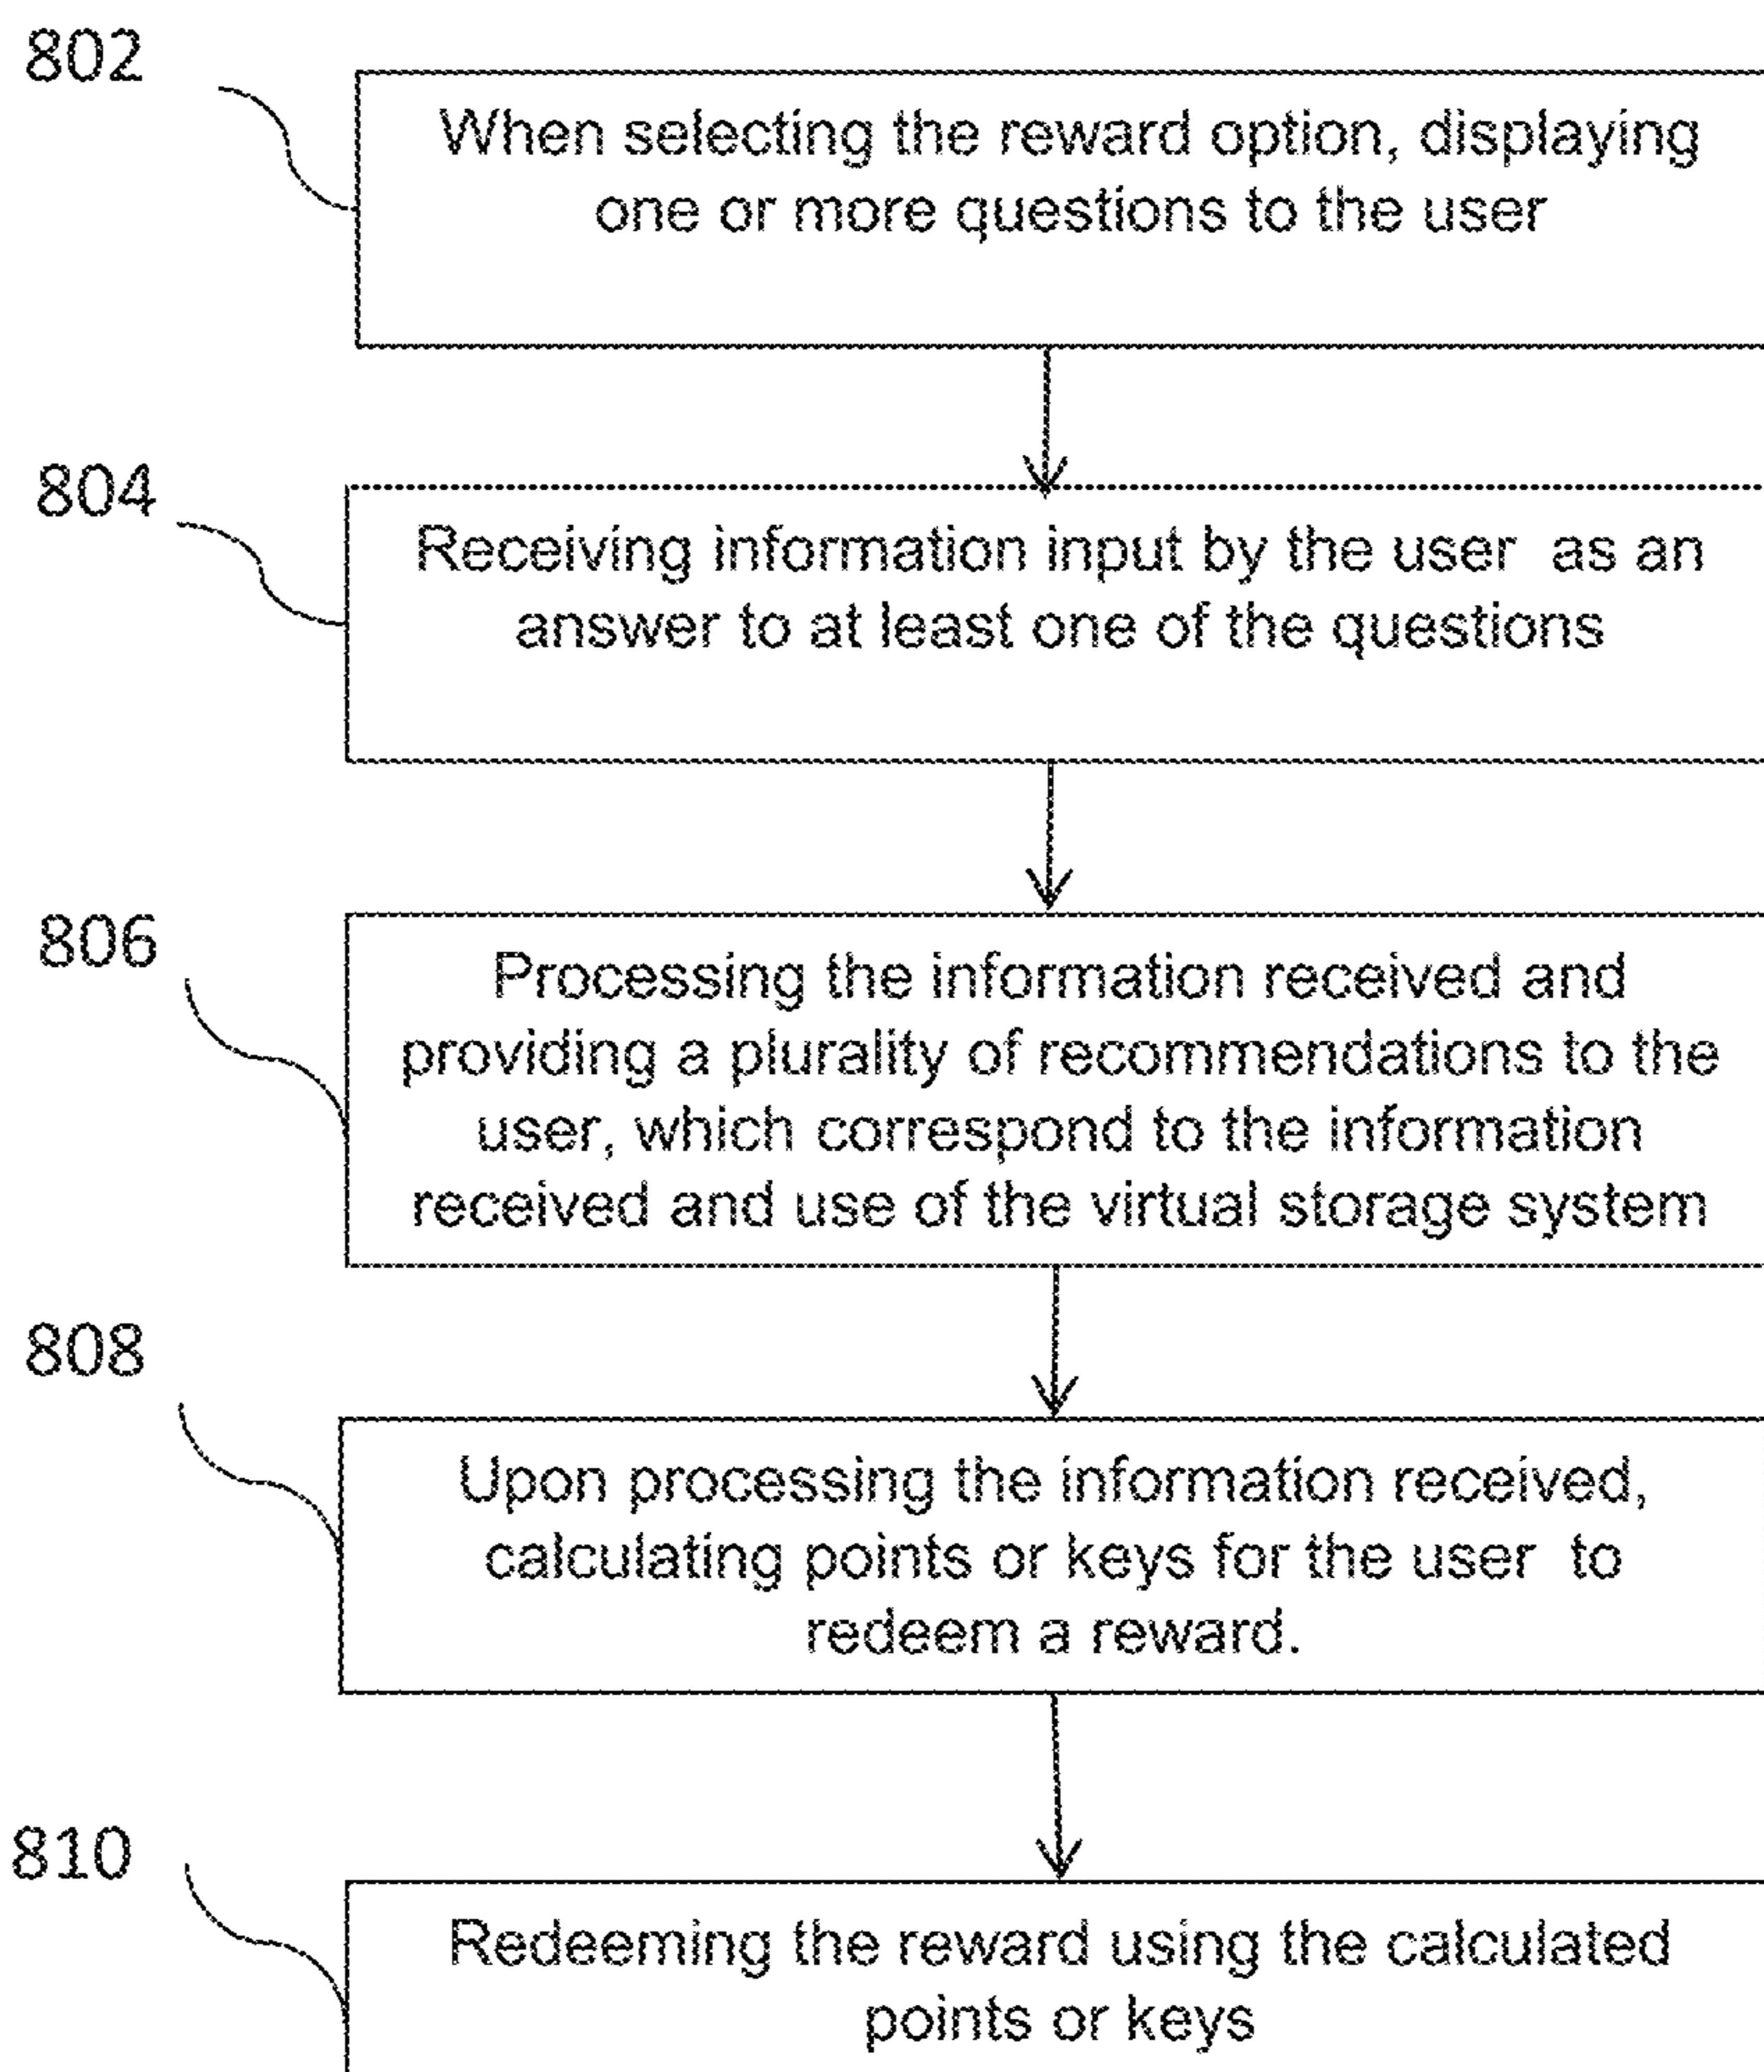 802
When selecting the reward option, displaying
one or more questions to the user
804
Receiving information input by the user as an
answer to at least one of the questions
806
Processing the information received and
providing a plurality of recommendations to the
user, which correspond to the information
received and use of the virtual storage system
808
Upon processing the information received,
calculating points or keys for the user to
redeem a reward.
810
Redeeming the reward using the calculated
points or keys